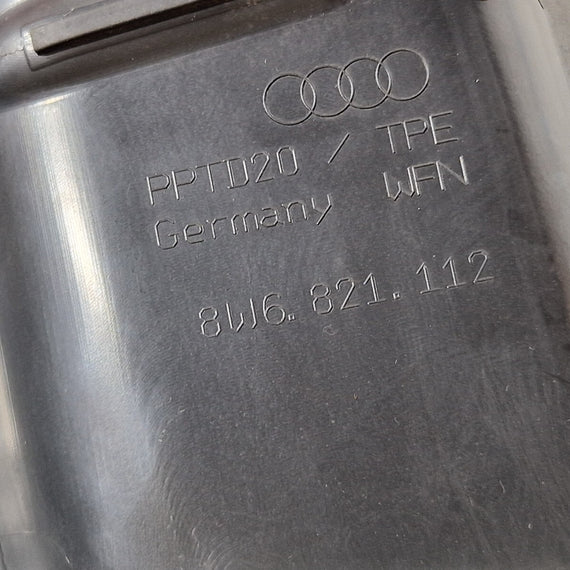 PPTD20 / TPE
Germany WFN
8W6.821.112